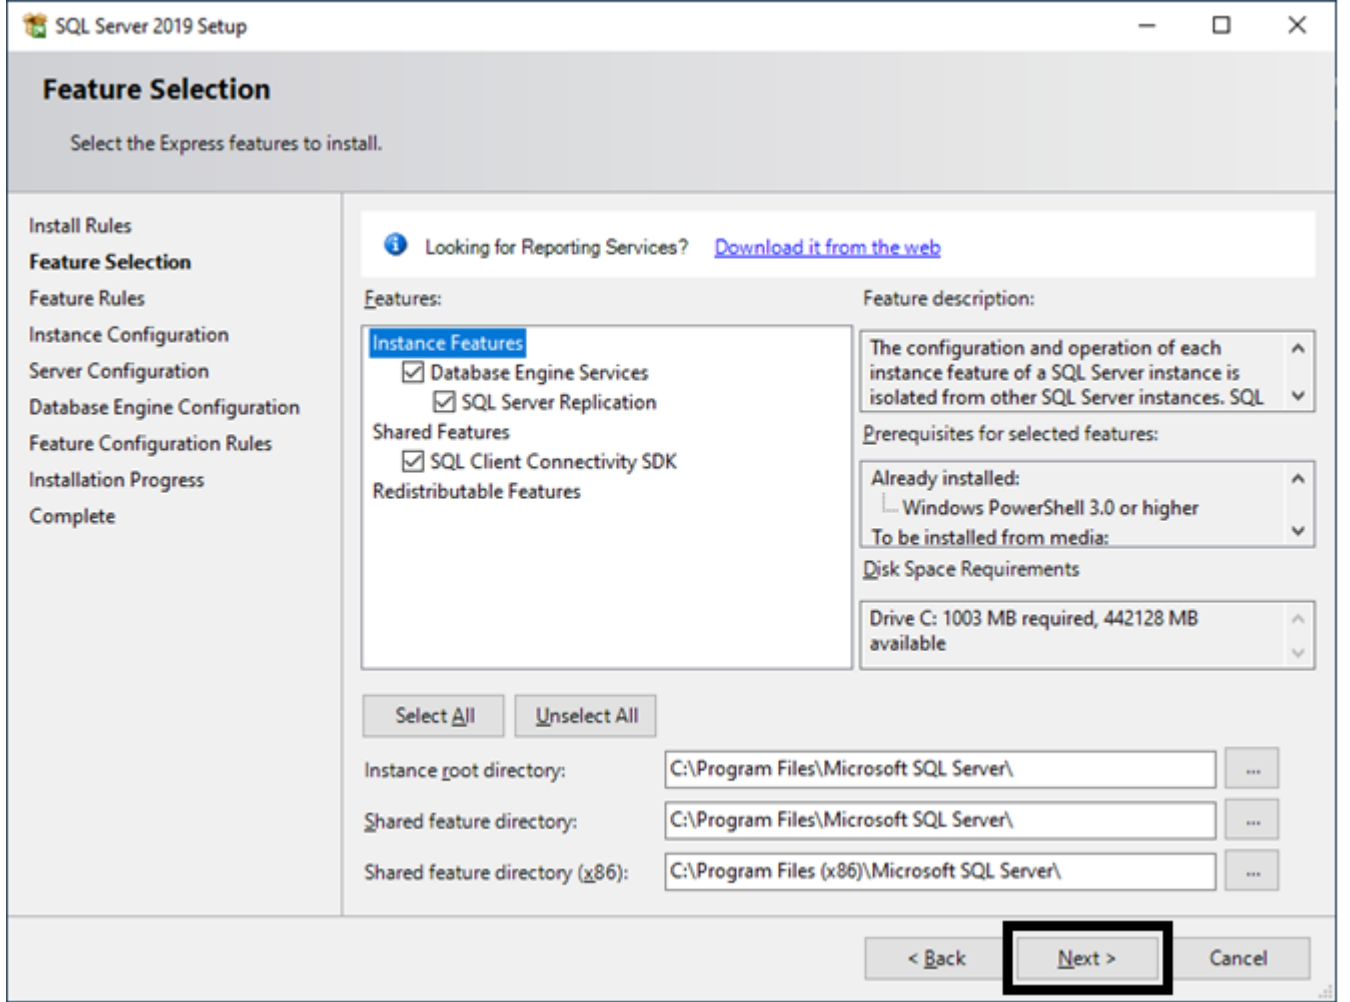 SQL Server 2019 Setup
Feature Selection
Select the Express features to install.
Install Rules
Feature Selection
Feature Rules
Instance Configuration
Server Configuration
Database Engine Configuration
Feature Configuration Rules
Installation Progress
Complete
Looking for Reporting Services? Download it from the web
Features:
Instance Features
Database Engine Services
SQL Server Replication
Shared Features
SQL Client Connectivity SDK
Redistributable Features
Feature description:
The configuration and operation of each
instance feature of a SQL Server instance is
isolated from other SQL Server instances. SQL
Prerequisites for selected features:
Already installed:
Windows PowerShell 3.0 or higher
To be installed from media:
Disk Space Requirements
Drive C: 1003 MB required, 442128 MB
available
Select All
Unselect All
Instance root directory: C:\Program Files\Microsoft SQL Server\ ...
Shared feature directory: C:\Program Files\Microsoft SQL Server\ ...
Shared feature directory (x86): C:\Program Files (x86)\Microsoft SQL Server\ ...
< Back
Next >
Cancel